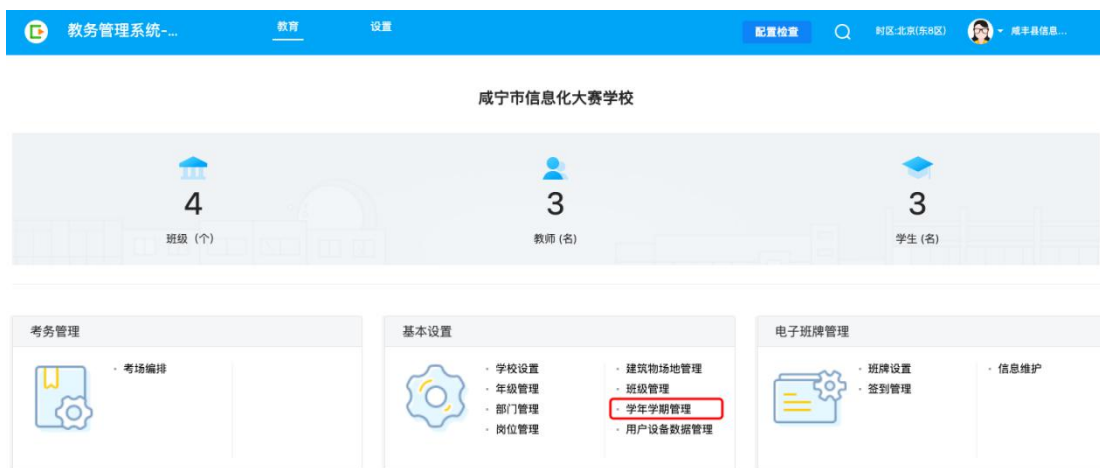 教务管理系统-...
教育
设置
配置检查
时区:北京(东8区)
咸丰县信息...
咸宁市信息化大赛学校
4
班级（个）
3
教师 (名)
3
学生 (名)
考务管理
· 考场编排
基本设置
· 学校设置
· 年级管理
· 部门管理
· 岗位管理
· 建筑物场地管理
· 班级管理
· 学年学期管理
· 用户设备数据管理
电子班牌管理
· 班牌设置
· 签到管理
· 信息维护